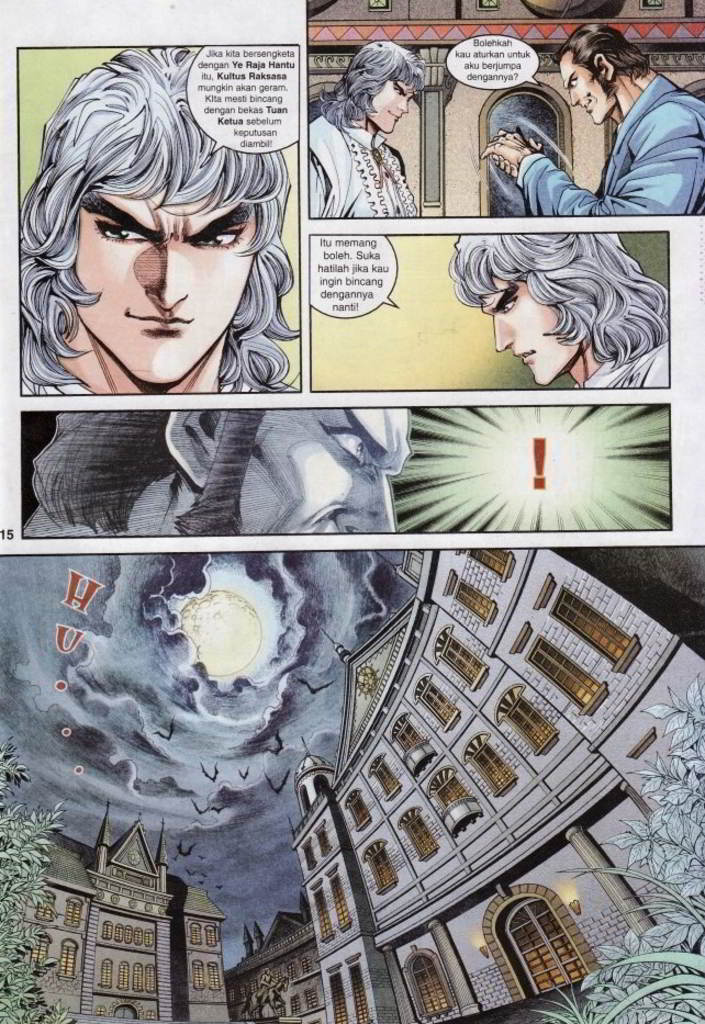 Jika kita bersengketa
dengan Ye Raja Hantu
itu, Kultus Raksasa
mungkin akan geram.
KIta mesti bincang
dengan bekas Tuan
Ketua sebelum
keputusan
diambil!
Bolehkah
kau aturkan untuk
aku berjumpa
dengannya?
Itu memang
boleh. Suka
hatilah jika kau
ingin bincang
dengannya
nanti!
!
15
HU...